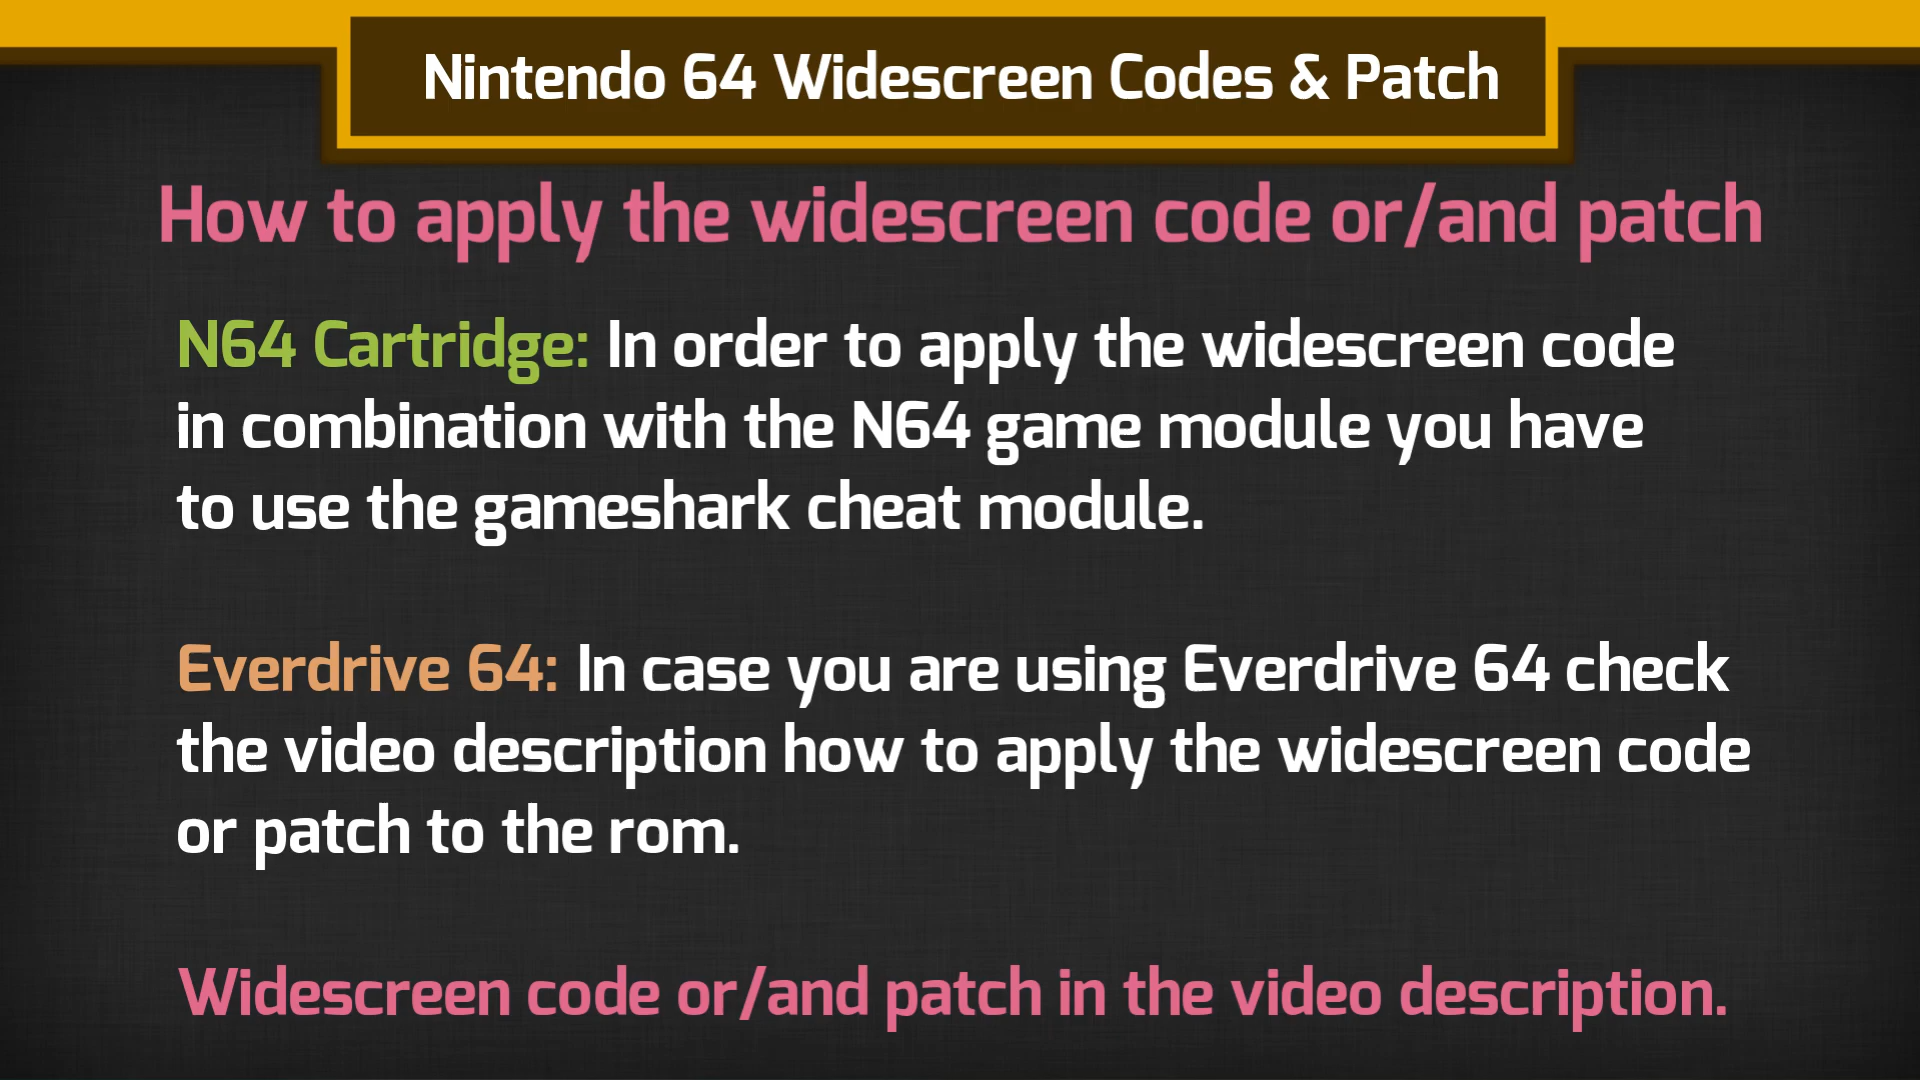 Nintendo 64 Widescreen Codes & Patch
How to apply the widescreen code or/and patch
N64 Cartridge: In order to apply the widescreen code
in combination with the N64 game module you have
to use the gameshark cheat module.
Everdrive 64: In case you are using Everdrive 64 check
the video description how to apply the widescreen code
or patch to the rom.
Widescreen code or/and patch in the video description.